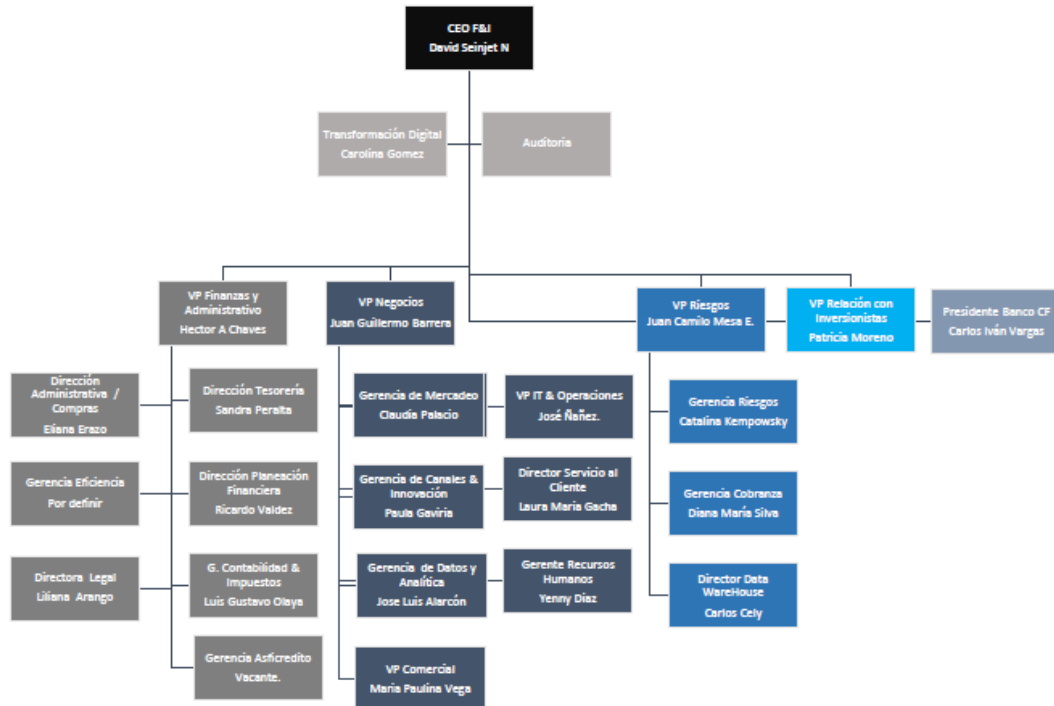 CEO F&I
David Seinjet N
Transformación Digital
Carolina Gomez
Auditoria
VP Finanzas y
Administrativo
Hector A Chaves
VP Negocios
Juan Guillermo Barrera
VP Riesgos
Juan Camilo Mesa E.
VP Relación con
Inversionistas
Patricia Moreno
Presidente Banco CF
Carlos Iván Vargas
Dirección
Administrativa /
Compras
Eliana Erazo
Dirección Tesorería
Sandra Peralta
Gerencia de Mercadeo
Claudia Palacio
VP IT & Operaciones
José Ñañez.
Gerencia Riesgos
Catalina Kempowsky
Gerencia Eficiencia
Por definir
Dirección Planeación
Financiera
Ricardo Valdez
Gerencia de Canales &
Innovación
Paula Gaviria
Director Servicio al
Cliente
Laura Maria Gacha
Gerencia Cobranza
Diana María Silva
Directora Legal
Liliana Arango
G. Contabilidad &
Impuestos
Luis Gustavo Olaya
Gerencia de Datos y
Analítica
Jose Luis Alarcón
Gerente Recursos
Humanos
Yenny Diaz
Director Data
WareHouse
Carlos Cely
Gerencia Asficredito
Vacante.
VP Comercial
Maria Paulina Vega